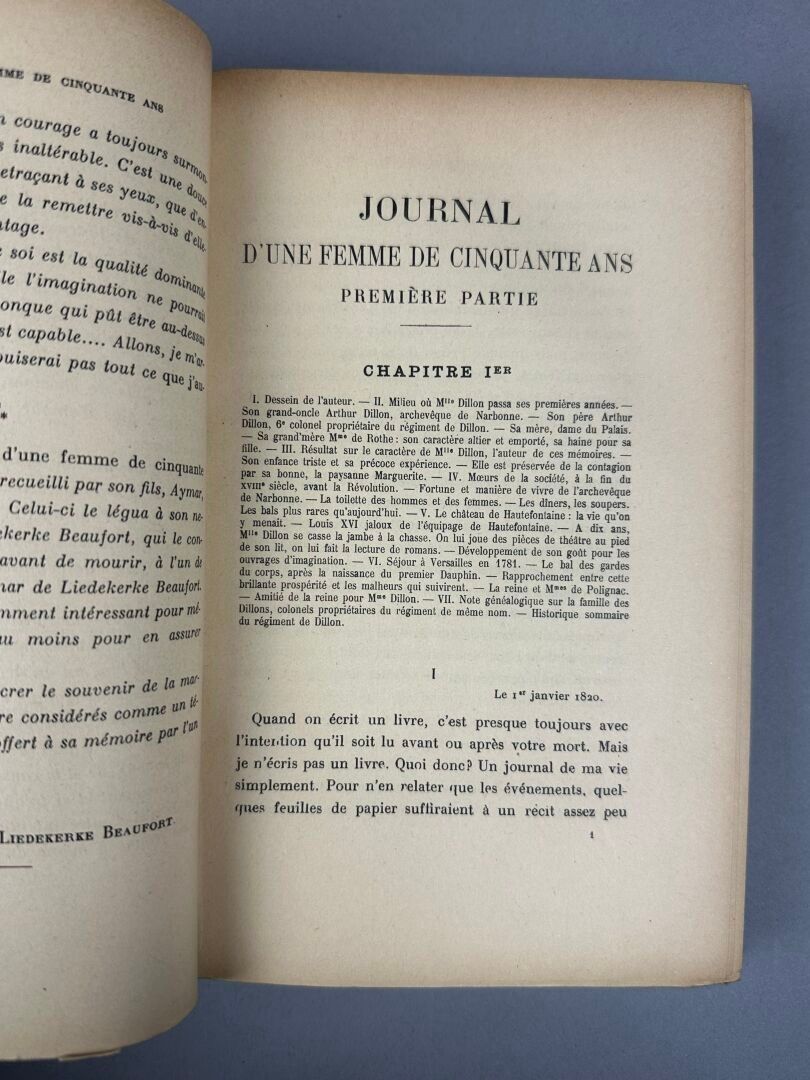 DE CINQUANTE ANS
courage a toujours surmon-
inaltérable. C'est une douce
à ses yeux, que d'en-
la remettre vis-à-vis d'elle.
soi est la qualité dominante
l'imagination ne pourrait
qui pût être au-dessus
capable.... Allons, je m'ar-
pas tout ce que j'au-
*
d'une femme de cinquante
recueilli par son fils, Aymar,
Celui-ci le légua à son ne-
Beaufort, qui le con-
avant de mourir, à l'un de
de Liedekerke Beaufort.
intéressant pour mé-
moins pour en assurer
le souvenir de la mar-
considérés comme un té-
à sa mémoire par l'un
LIEDEKERKE BEAUFORT.
JOURNAL
D'UNE FEMME DE CINQUANTE ANS
PREMIÈRE PARTIE
CHAPITRE IER
I. Dessein de l'auteur. — II. Milieu où Mlle Dillon passa ses premières années. —
Son grand-oncle Arthur Dillon, archevêque de Narbonne. — Son père Arthur
Dillon, 6e colonel propriétaire du régiment de Dillon. — Sa mère, dame du Palais.
— Sa grand'mère Mme de Rothe : son caractère altier et emporté, sa haine pour sa
fille. — III. Résultat sur le caractère de Mlle Dillon, l'auteur de ces mémoires. —
Son enfance triste et sa précoce expérience. — Elle est préservée de la contagion
par sa bonne, la paysanne Marguerite. — IV. Mœurs de la société, à la fin du
XVIIIe siècle, avant la Révolution. — Fortune et manière de vivre de l'archevêque
de Narbonne. — La toilette des hommes et des femmes. — Les dîners, les soupers.
Les bals plus rares qu'aujourd'hui. — V. Le château de Hautefontaine : la vie qu'on
y menait. — Louis XVI jaloux de l'équipage de Hautefontaine. — A dix ans,
Mlle Dillon se casse la jambe à la chasse. On lui joue des pièces de théâtre au pied
de son lit, on lui fait la lecture de romans. — Développement de son goût pour les
ouvrages d'imagination. — VI. Séjour à Versailles en 1781. — Le bal des gardes
du corps, après la naissance du premier Dauphin. — Rapprochement entre cette
brillante prospérité et les malheurs qui suivirent. — La reine et Mmes de Polignac.
— Amitié de la reine pour Mme Dillon. — VII. Note généalogique sur la famille des
Dillons, colonels propriétaires du régiment de même nom. — Historique sommaire
du régiment de Dillon.
I
Le 1er janvier 1820.
Quand on écrit un livre, c'est presque toujours avec
l'intention qu'il soit lu avant ou après votre mort. Mais
je n'écris pas un livre. Quoi donc? Un journal de ma vie
simplement. Pour n'en relater que les événements, quel-
ques feuilles de papier suffiraient à un récit assez peu
1